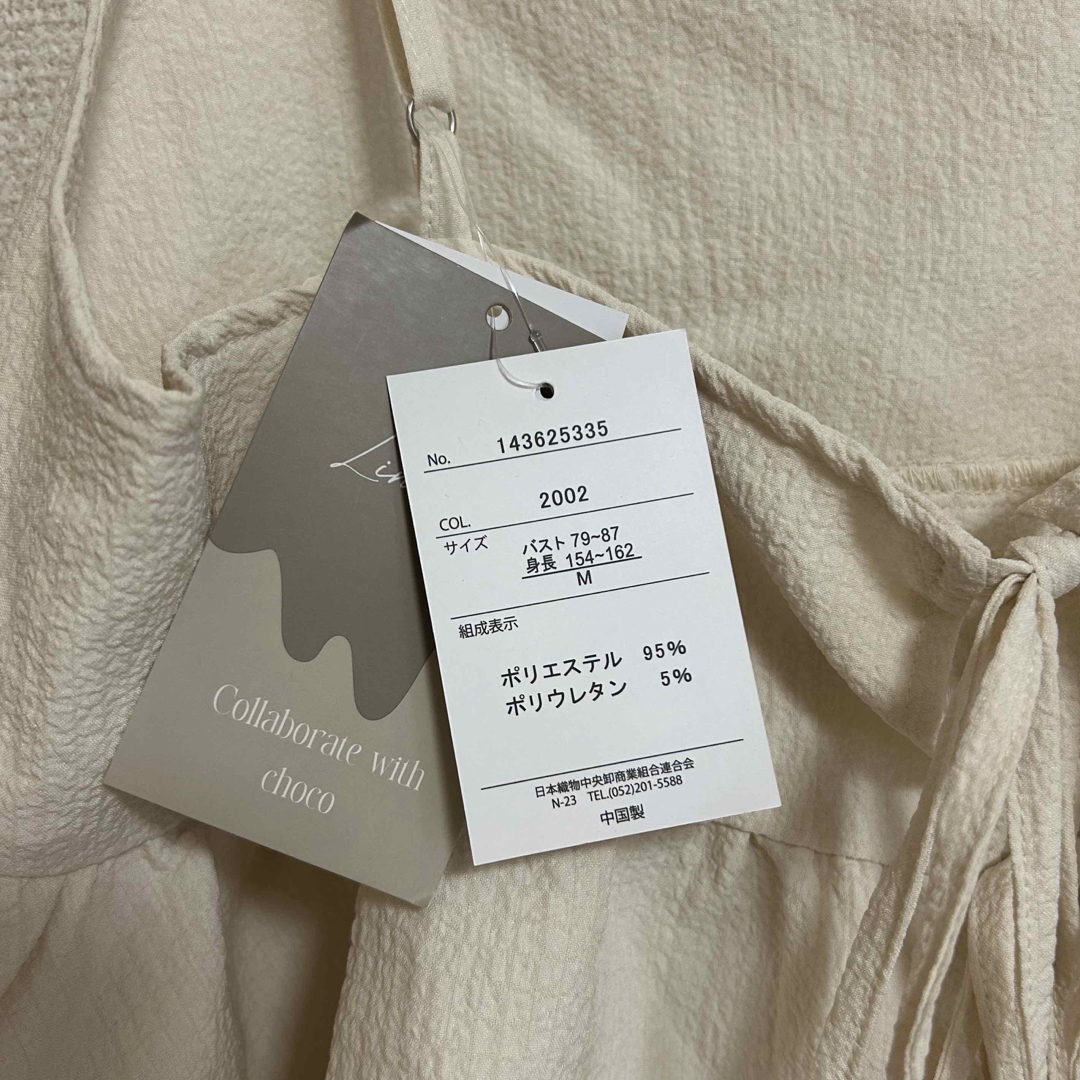 No. 143625335
COL. 2002
サイズ バスト 79~87
身長 154~162
M
組成表示
ポリエステル 95%
ポリウレタン 5%
日本織物中央卸商業組合連合会
N-23 TEL.(052)201-5588
中国製
Collaborate with
choco